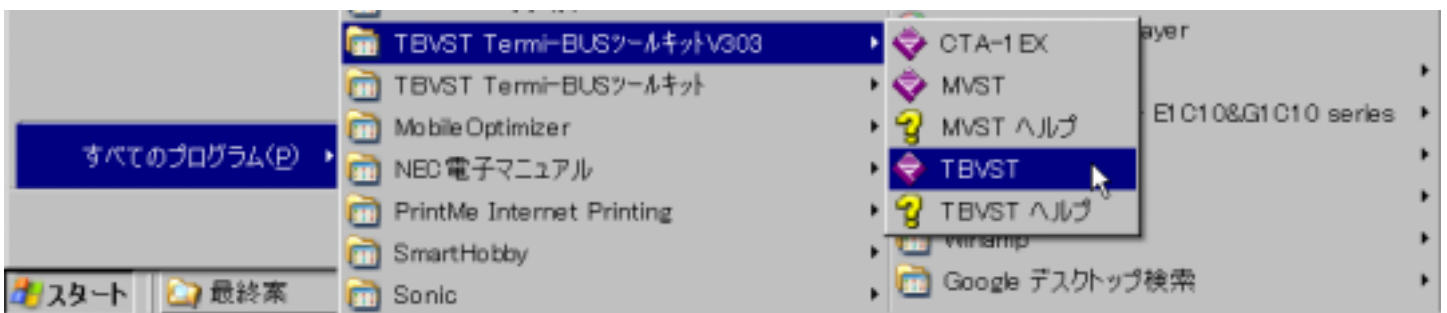 すべてのプログラム(P)
スタート
最終案
TBVST Termi-BUSツールキットV303
TBVST Termi-BUSツールキット
MobileOptimizer
NEC電子マニュアル
PrintMe Internet Printing
SmartHobby
Sonic
CTA-1 EX
MVST
MVST ヘルプ
TBVST
TBVST ヘルプ
ayer
E1C10&G1C10 series
Winamp
Google デスクトップ検索